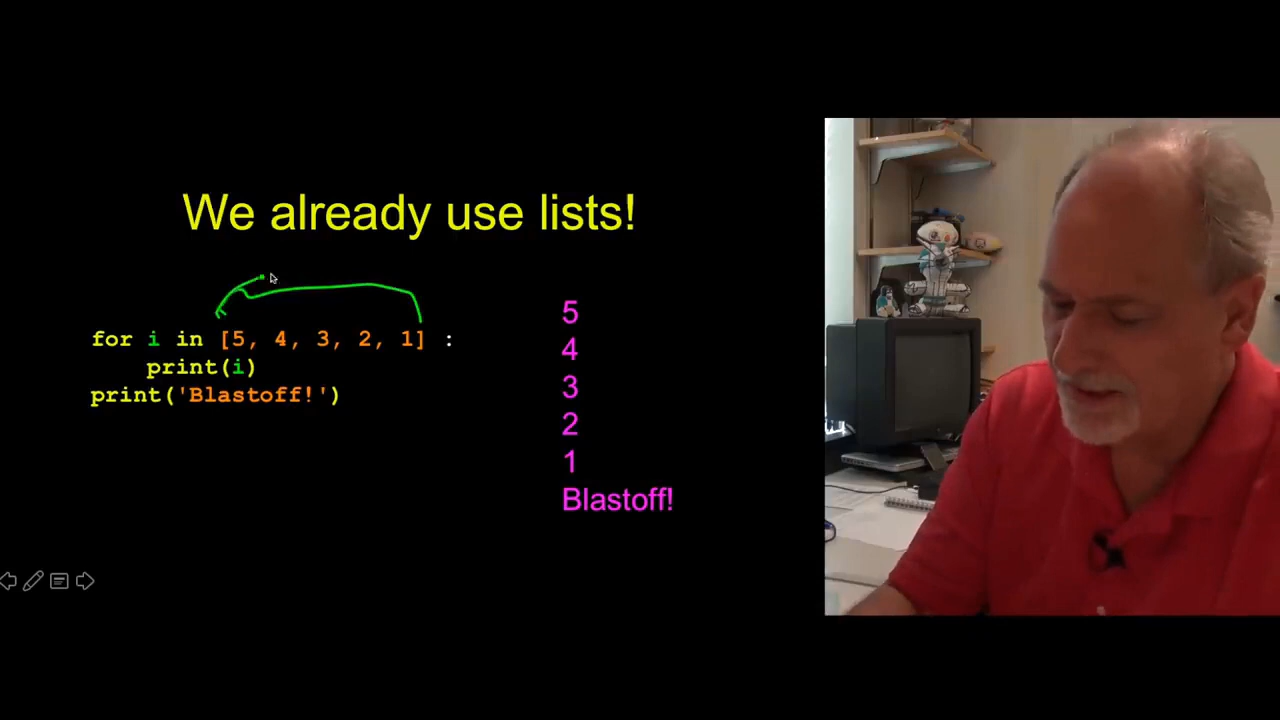 We already use lists!
for i in [5, 4, 3, 2, 1] :
    print(i)
print('Blastoff!')
5
4
3
2
1
Blastoff!